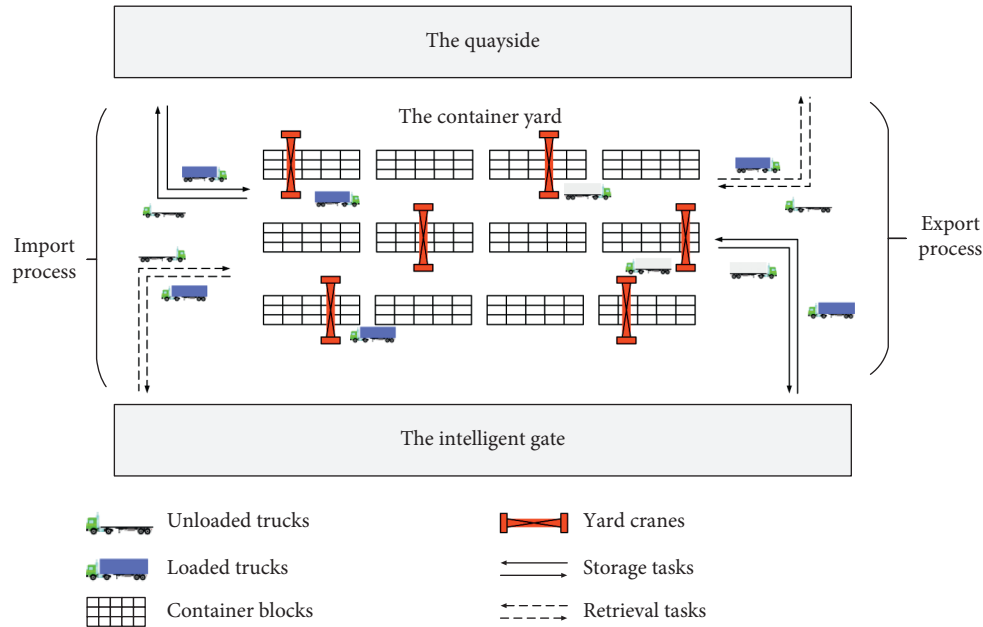 The quayside
The container yard
Import
process
Export
process
The intelligent gate
Unloaded trucks
Yard cranes
Loaded trucks
Storage tasks
Container blocks
Retrieval tasks